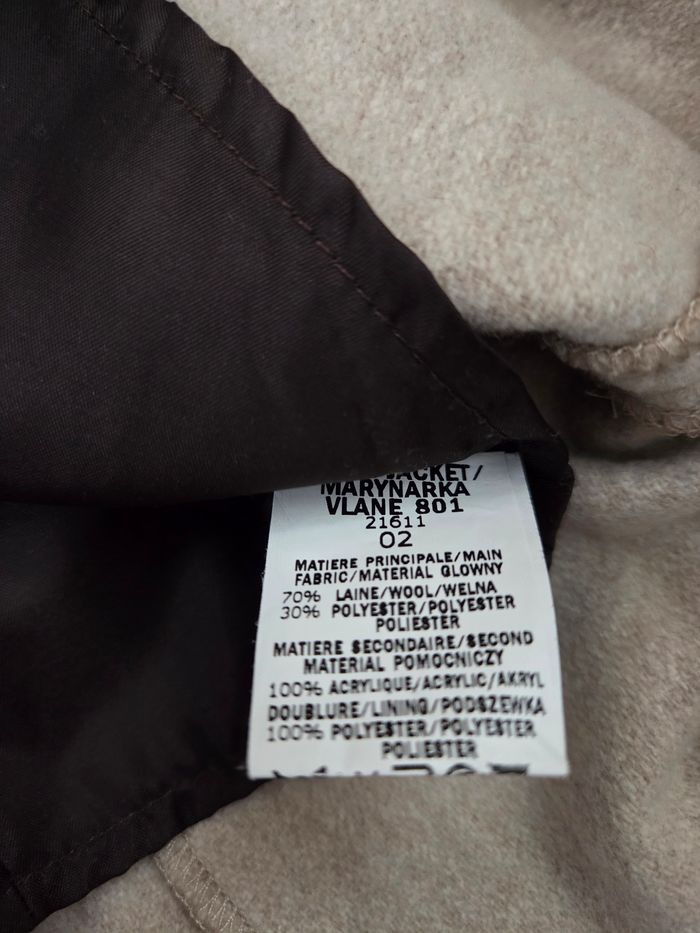 JACKET/
MARYNARKA
VLANE 801
21611
02
MATIERE PRINCIPALE/MAIN
FABRIC/MATERIAL GLOWNY
70% LAINE/WOOL/WELNA
30% POLYESTER/POLYESTER
POLIESTER
MATIERE SECONDAIRE/SECOND
MATERIAL POMOCNICZY
100% ACRYLIQUE/ACRYLIC/AKRYL
DOUBLURE/LINING/PODSZEWKA
100% POLYESTER/POLYESTER
POLIESTER